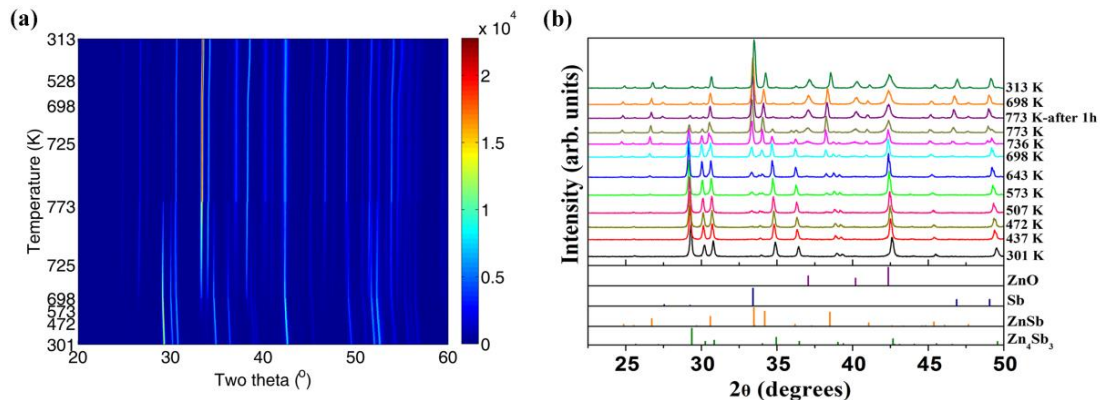 (a)
x 10^4
Temperature (K)
313
528
698
725
773
725
698
573
472
301
20
30
40
50
60
Two theta (°)
2
1.5
1
0.5
0
(b)
Intensity (arb. units)
313 K
698 K
773 K-after 1h
773 K
736 K
698 K
643 K
573 K
507 K
472 K
437 K
301 K
ZnO
Sb
ZnSb
Zn₄Sb₃
25
30
35
40
45
50
2θ (degrees)